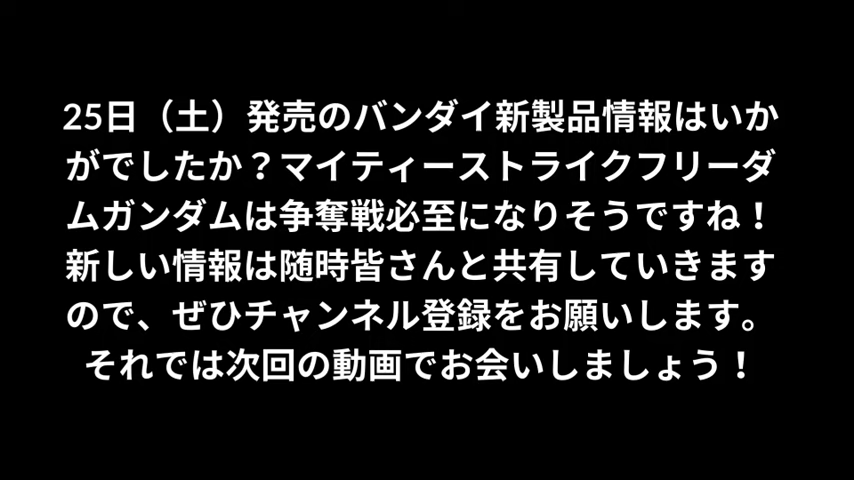 25日（土）発売のバンダイ新製品情報はいか
がでしたか？マイティーストライクフリーダ
ムガンダムは争奪戦必至になりそうですね！
新しい情報は随時皆さんと共有していきます
ので、ぜひチャンネル登録をお願いします。
それでは次回の動画でお会いしましょう！